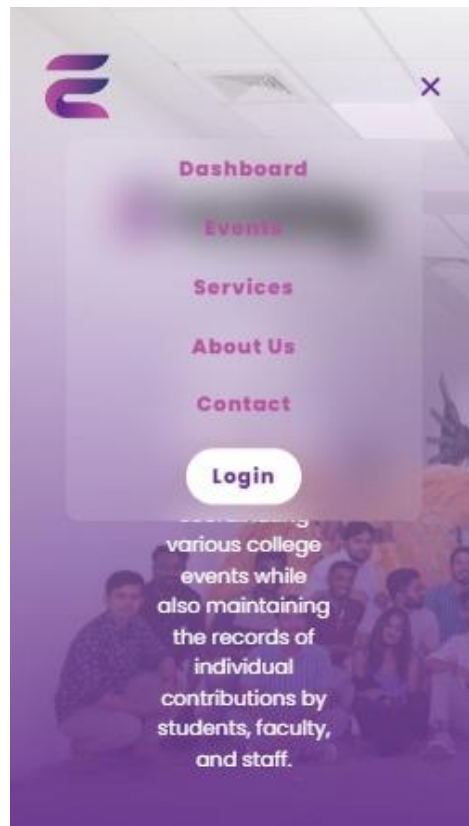 Dashboard
Events
Services
About Us
Contact
Login
various college
events while
also maintaining
the records of
individual
contributions by
students, faculty,
and staff.